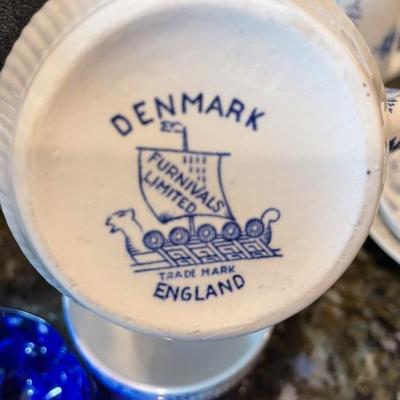 DENMARK
FURNIVALS
LIMITED
TRADE MARK
ENGLAND